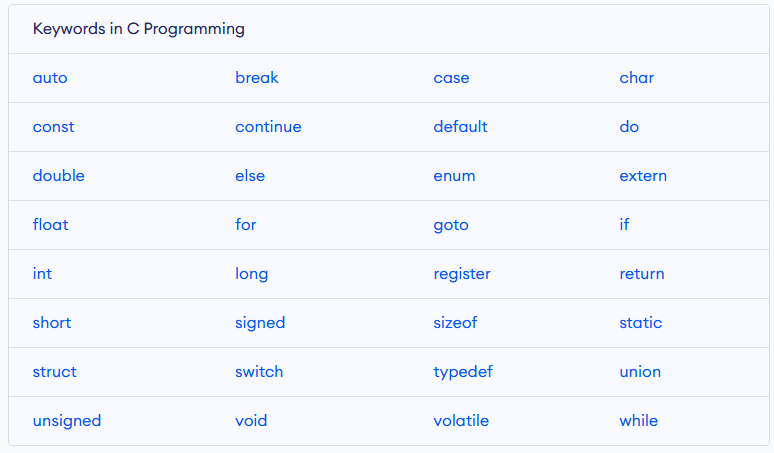 Keywords in C Programming
auto break case char
const continue default do
double else enum extern
float for goto if
int long register return
short signed sizeof static
struct switch typedef union
unsigned void volatile while